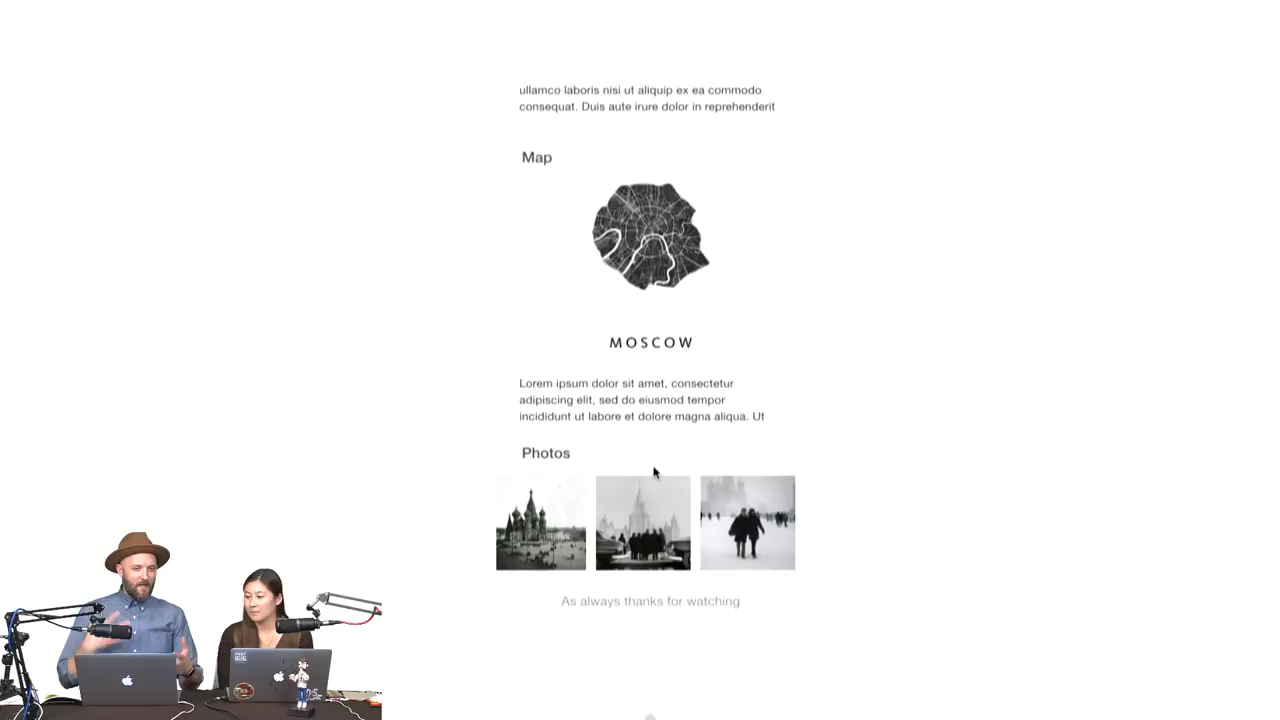 ullamco laboris nisi ut aliquip ex ea commodo
consequat. Duis aute irure dolor in reprehenderit
Map
MOSCOW
Lorem ipsum dolor sit amet, consectetur
adipiscing elit, sed do eiusmod tempor
incididunt ut labore et dolore magna aliqua. Ut
Photos
As always thanks for watching